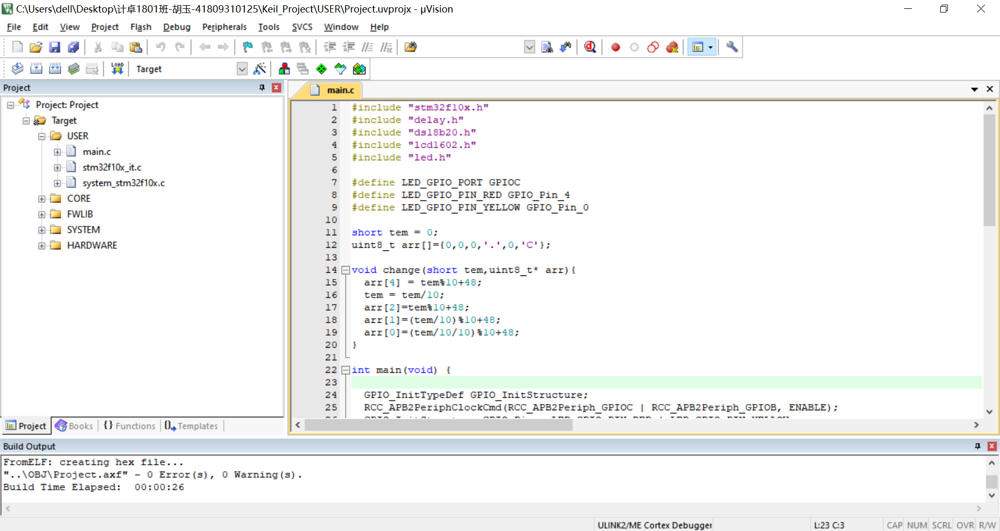 C:\Users\dell\Desktop\计卓1801班-胡玉-41809310125\Keil_Project\USER\Project.uvprojx - µVision
File Edit View Project Flash Debug Peripherals Tools SVCS Window Help
LOAD
Target
Project
main.c
Project: Project
Target
USER
main.c
stm32f10x_it.c
system_stm32f10x.c
CORE
FWLIB
SYSTEM
HARDWARE
1 #include "stm32f10x.h"
2 #include "delay.h"
3 #include "ds18b20.h"
4 #include "lcd1602.h"
5 #include "led.h"
6
7 #define LED_GPIO_PORT GPIOC
8 #define LED_GPIO_PIN_RED GPIO_Pin_4
9 #define LED_GPIO_PIN_YELLOW GPIO_Pin_0
10
11 short tem = 0;
12 uint8_t arr[]={0,0,0,'.',0,'C'};
13
14 void change(short tem,uint8_t* arr){
15 arr[4] = tem%10+48;
16 tem = tem/10;
17 arr[2]=tem%10+48;
18 arr[1]=(tem/10)%10+48;
19 arr[0]=(tem/10/10)%10+48;
20 }
21
22 int main(void) {
23
24 GPIO_InitTypeDef GPIO_InitStructure;
25 RCC_APB2PeriphClockCmd(RCC_APB2Periph_GPIOC | RCC_APB2Periph_GPIOB, ENABLE);
Project Books {} Functions Templates
Build Output
FromELF: creating hex file...
"..\OBJ\Project.axf" - 0 Error(s), 0 Warning(s).
Build Time Elapsed: 00:00:26
ULINK2/ME Cortex Debugger L:23 C:3 CAP NUM SCRL OVR R/W